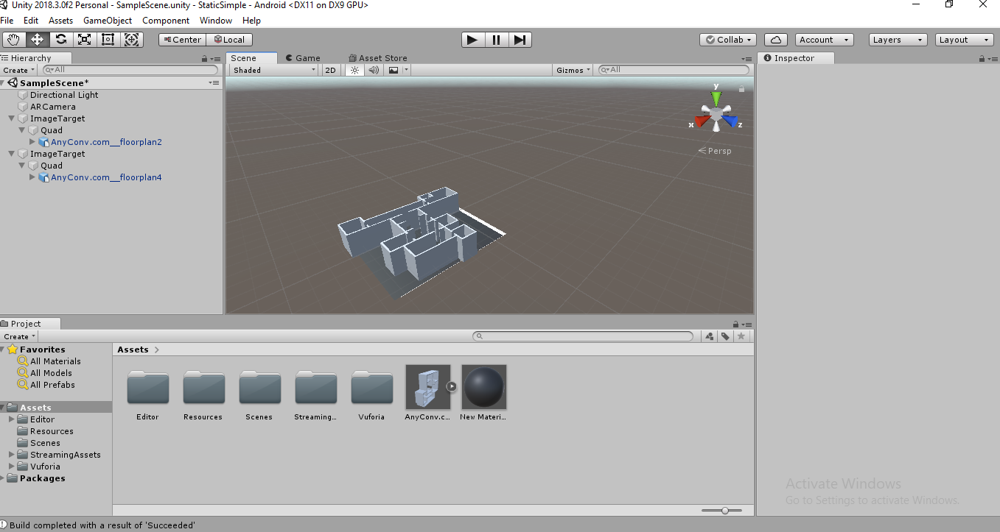 Unity 2018.3.0f2 Personal - SampleScene.unity - StaticSimple - Android <DX11 on DX9 GPU>
File Edit Assets GameObject Component Window Help
Center Local Collab Account Layers Layout
Hierarchy
Create All
SampleScene*
Directional Light
ARCamera
ImageTarget
Quad
AnyConv.com__floorplan2
ImageTarget
Quad
AnyConv.com__floorplan4
Scene Game Asset Store
Shaded 2D Gizmos All
y
x z
Persp
Inspector
Project
Create
Favorites
All Materials
All Models
All Prefabs
Assets
Editor
Resources
Scenes
StreamingAssets
Vuforia
Packages
Assets
Editor Resources Scenes Streaming... Vuforia AnyConv.c... New Materi...
Activate Windows
Go to Settings to activate Windows.
Build completed with a result of 'Succeeded'